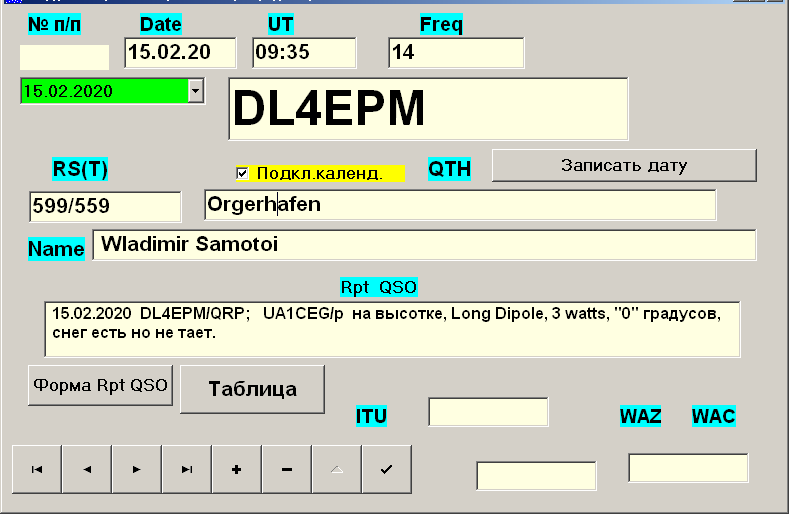 № п/п Date UT Freq
15.02.20 09:35 14
15.02.2020
DL4EPM
RS(T) Подкл.календ. QTH Записать дату
599/559 Orgerhafen
Name Wladimir Samotoi
Rpt QSO
15.02.2020 DL4EPM/QRP; UA1CEG/p на высотке, Long Dipole, 3 watts, "0" градусов,
снег есть но не тает.
Форма Rpt QSO Таблица
ITU WAZ WAC